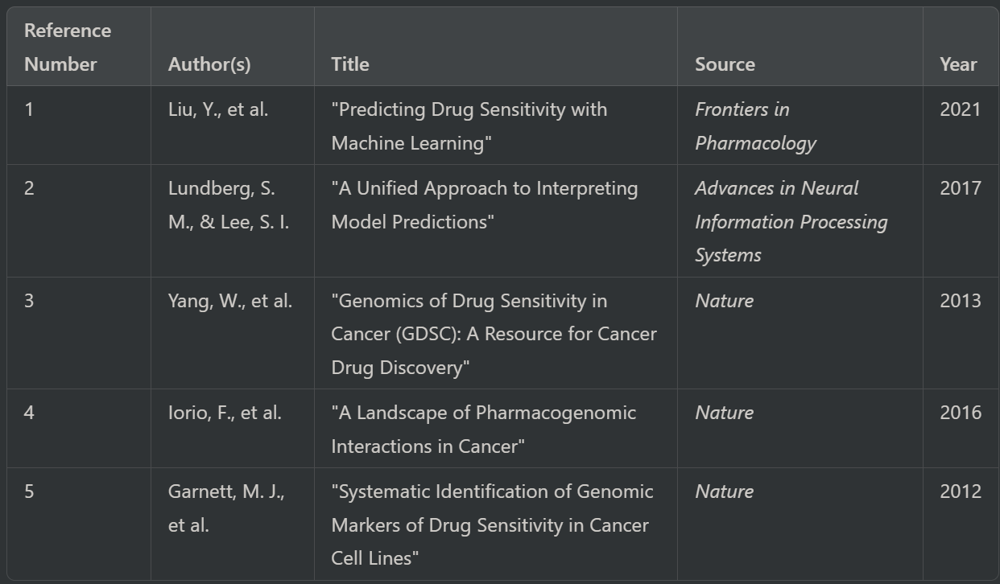 Reference
Number Author(s) Title Source Year
1 Liu, Y., et al. "Predicting Drug Sensitivity with Frontiers in 2021
Machine Learning" Pharmacology
2 Lundberg, S. "A Unified Approach to Interpreting Advances in Neural 2017
M., & Lee, S. I. Model Predictions" Information Processing
Systems
3 Yang, W., et al. "Genomics of Drug Sensitivity in Nature 2013
Cancer (GDSC): A Resource for Cancer
Drug Discovery"
4 Iorio, F., et al. "A Landscape of Pharmacogenomic Nature 2016
Interactions in Cancer"
5 Garnett, M. J., "Systematic Identification of Genomic Nature 2012
et al. Markers of Drug Sensitivity in Cancer
Cell Lines"